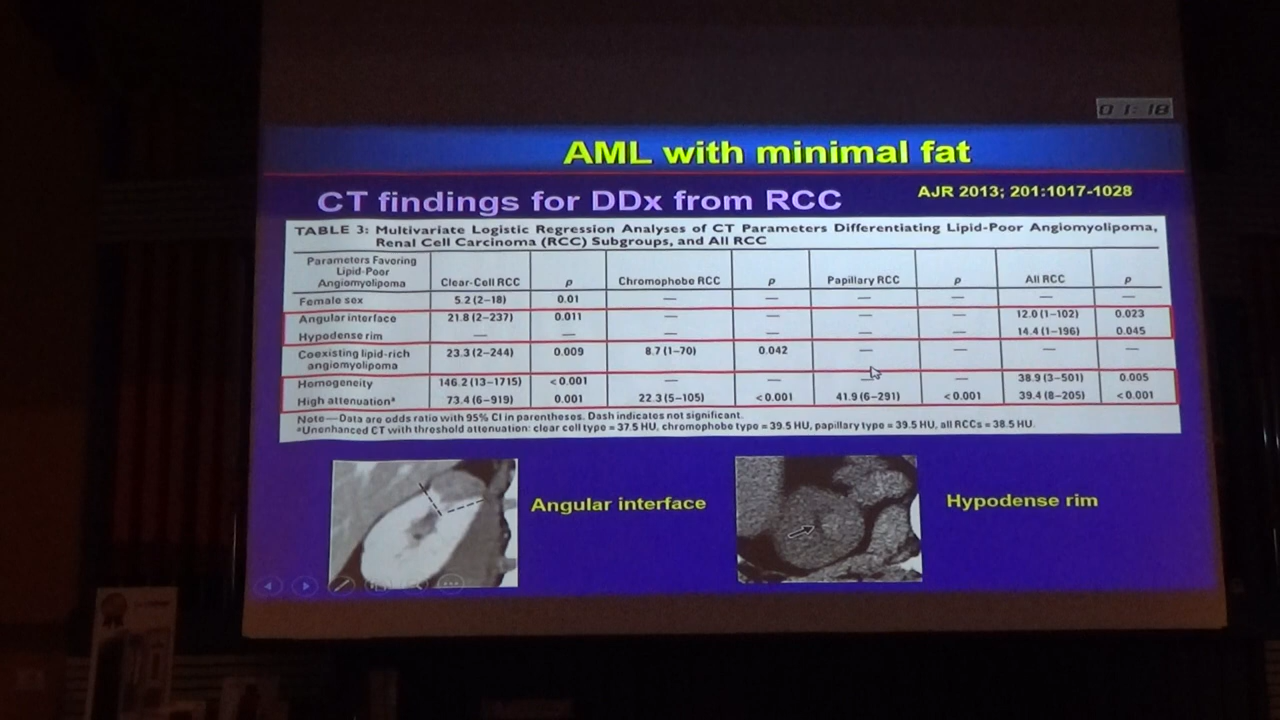 01:18
AML with minimal fat
CT findings for DDx from RCC
AJR 2013; 201:1017-1028
TABLE 3: Multivariate Logistic Regression Analyses of CT Parameters Differentiating Lipid-Poor Angiomyolipoma,
Renal Cell Carcinoma (RCC) Subgroups, and All RCC
Parameters Favoring
Lipid-Poor
Angiomyolipoma Clear-Cell RCC p Chromophobe RCC p Papillary RCC p All RCC p
Female sex 5.2 (2–18) 0.01 — — — — — —
Angular interface 21.8 (2–237) 0.011 — — — — 12.0 (1–102) 0.023
Hypodense rim — — — — — — 14.4 (1–196) 0.045
Coexisting lipid-rich 23.3 (2–244) 0.009 8.7 (1–70) 0.042 — — — —
angiomyolipoma
Homogeneity 146.2 (13–1715) < 0.001 — — — — 38.9 (3–501) 0.005
High attenuationᵃ 73.4 (6–919) 0.001 22.3 (5–105) < 0.001 41.9 (6–291) < 0.001 39.4 (8–205) < 0.001
Note—Data are odds ratio with 95% CI in parentheses. Dash indicates not significant.
ᵃUnenhanced CT with threshold attenuation: clear cell type = 37.5 HU, chromophobe type = 39.5 HU, papillary type = 39.5 HU, all RCCs = 38.5 HU.
Angular interface
Hypodense rim